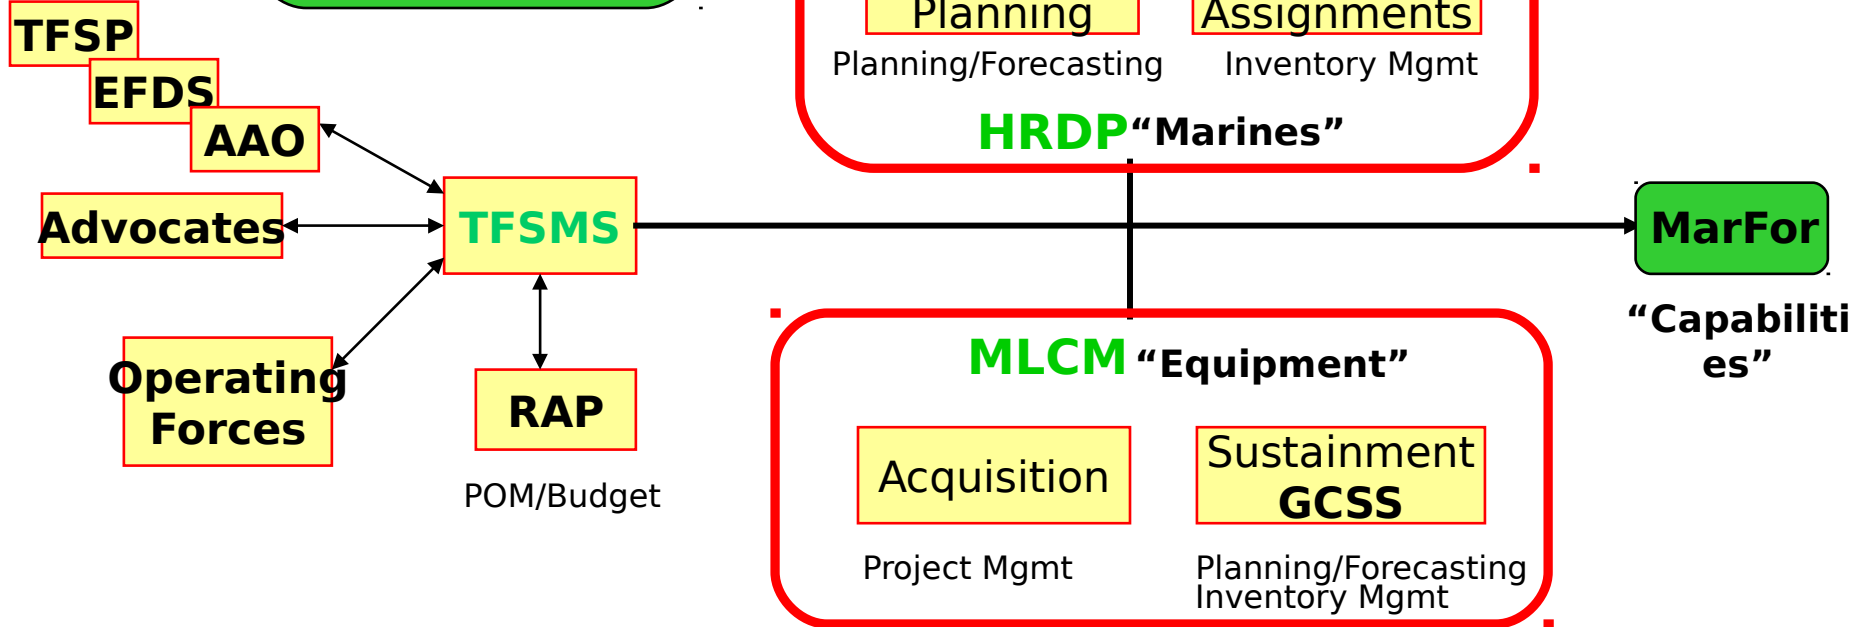 TFSP
EFDS
AAO
Advocates
Operating
Forces
TFSMS
RAP
POM/Budget
Planning
Assignments
Planning/Forecasting
Inventory Mgmt
HRDP “Marines”
MLCM “Equipment”
Acquisition
Sustainment
GCSS
Project Mgmt
Planning/Forecasting
Inventory Mgmt
MarFor
“Capabiliti
es”